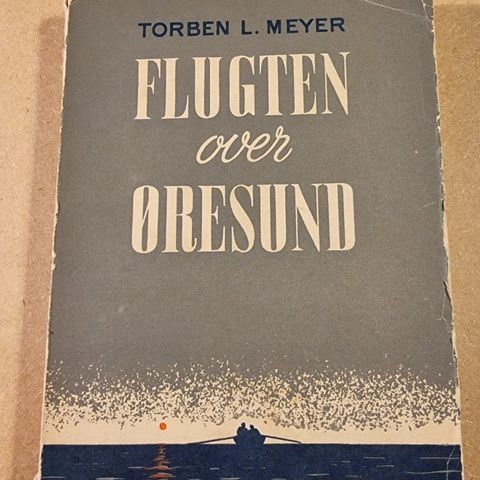 TORBEN L. MEYER
FLUGTEN
over
ØRESUND